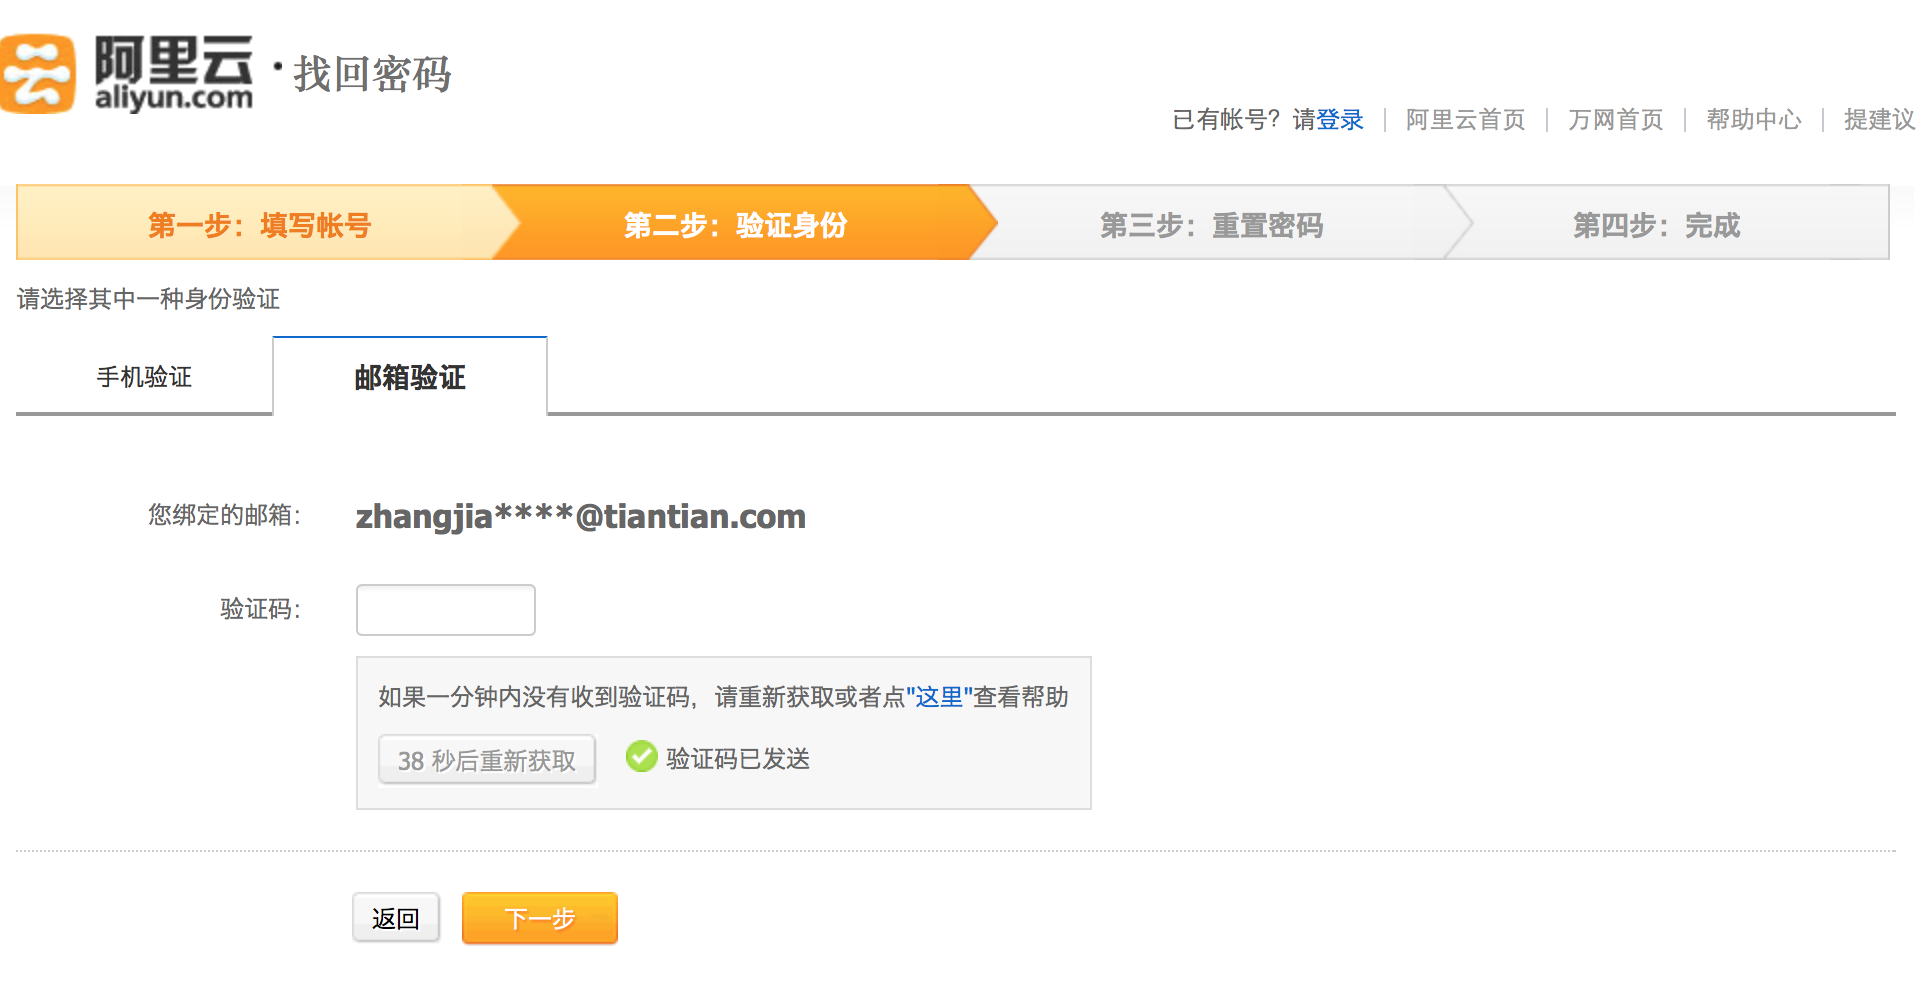 阿里云
aliyun.com
·找回密码
已有帐号？请登录 | 阿里云首页 | 万网首页 | 帮助中心 | 提建议
第一步：填写帐号
第二步：验证身份
第三步：重置密码
第四步：完成
请选择其中一种身份验证
手机验证
邮箱验证
您绑定的邮箱：
zhangjia****@tiantian.com
验证码：
如果一分钟内没有收到验证码，请重新获取或者点"这里"查看帮助
38 秒后重新获取
验证码已发送
返回
下一步